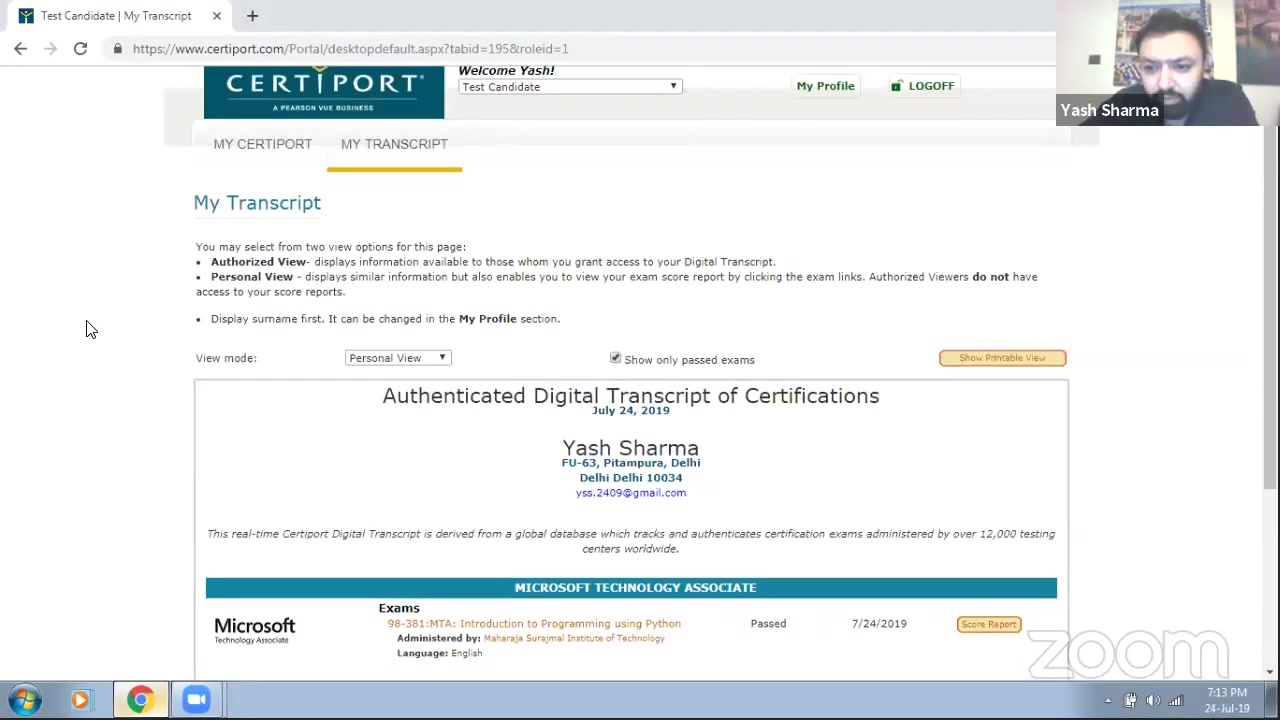 Test Candidate | My Transcript
https://www.certiport.com/Portal/desktopdefault.aspx?tabid=195&roleid=1
Yash Sharma
CERTIPORT®
A PEARSON VUE BUSINESS
Welcome Yash!
Test Candidate
My Profile
LOGOFF
MY CERTIPORT
MY TRANSCRIPT
My Transcript
You may select from two view options for this page:
• Authorized View- displays information available to those whom you grant access to your Digital Transcript.
• Personal View - displays similar information but also enables you to view your exam score report by clicking the exam links. Authorized Viewers do not have
access to your score reports.
• Display surname first. It can be changed in the My Profile section.
View mode:
Personal View
Show only passed exams
Show Printable View
Authenticated Digital Transcript of Certifications
July 24, 2019
Yash Sharma
FU-63, Pitampura, Delhi
Delhi Delhi 10034
yss.2409@gmail.com
This real-time Certiport Digital Transcript is derived from a global database which tracks and authenticates certification exams administered by over 12,000 testing
centers worldwide.
MICROSOFT TECHNOLOGY ASSOCIATE
Microsoft
Technology Associate
Exams
98-381:MTA: Introduction to Programming using Python
Passed
7/24/2019
Score Report
Administered by: Maharaja Surajmal Institute of Technology
Language: English
zoom
7:13 PM
24-Jul-19